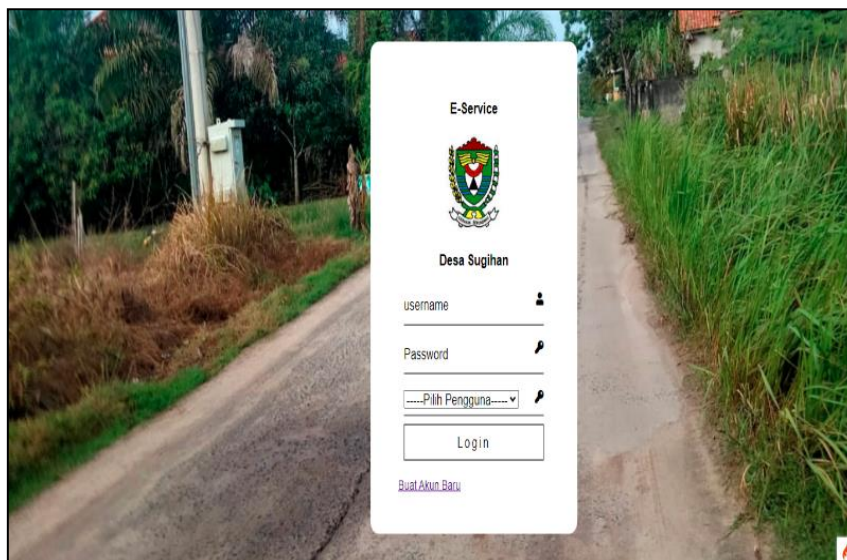 E-Service
Desa Sugihan
username
Password
-----Pilih Pengguna-----
Login
Buat Akun Baru